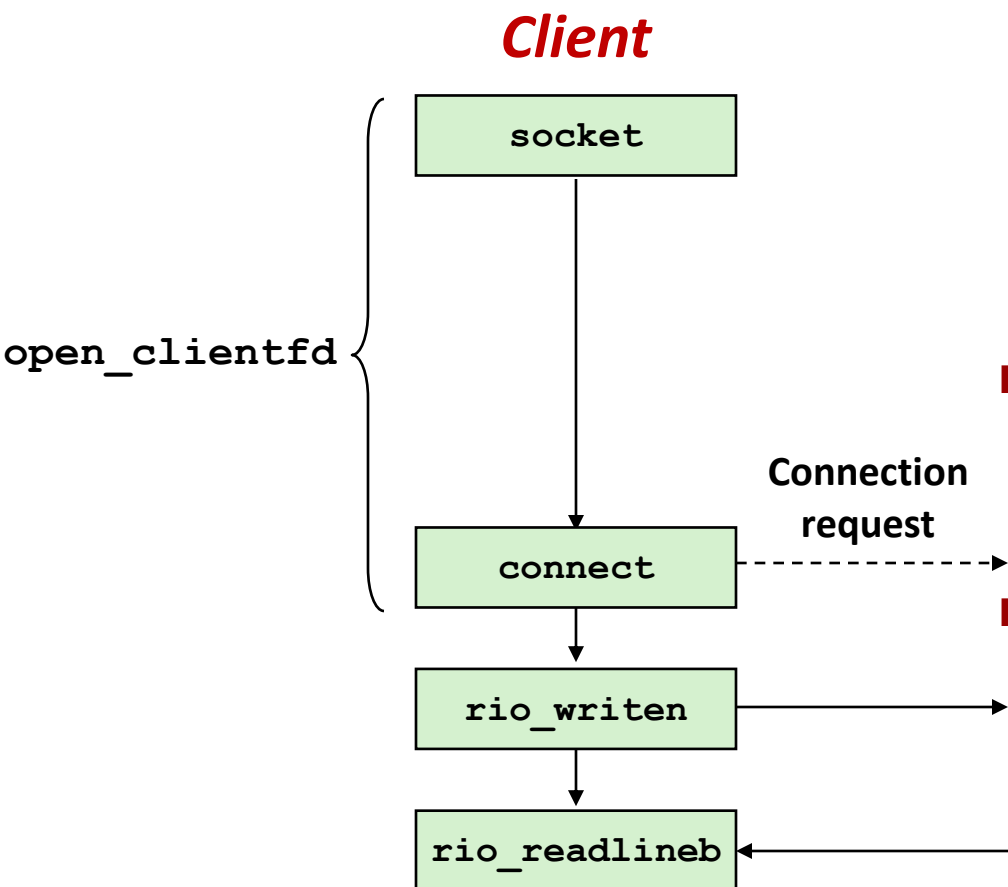 Client
socket
open_clientfd
Connection
request
connect
rio_writen
rio_readlineb